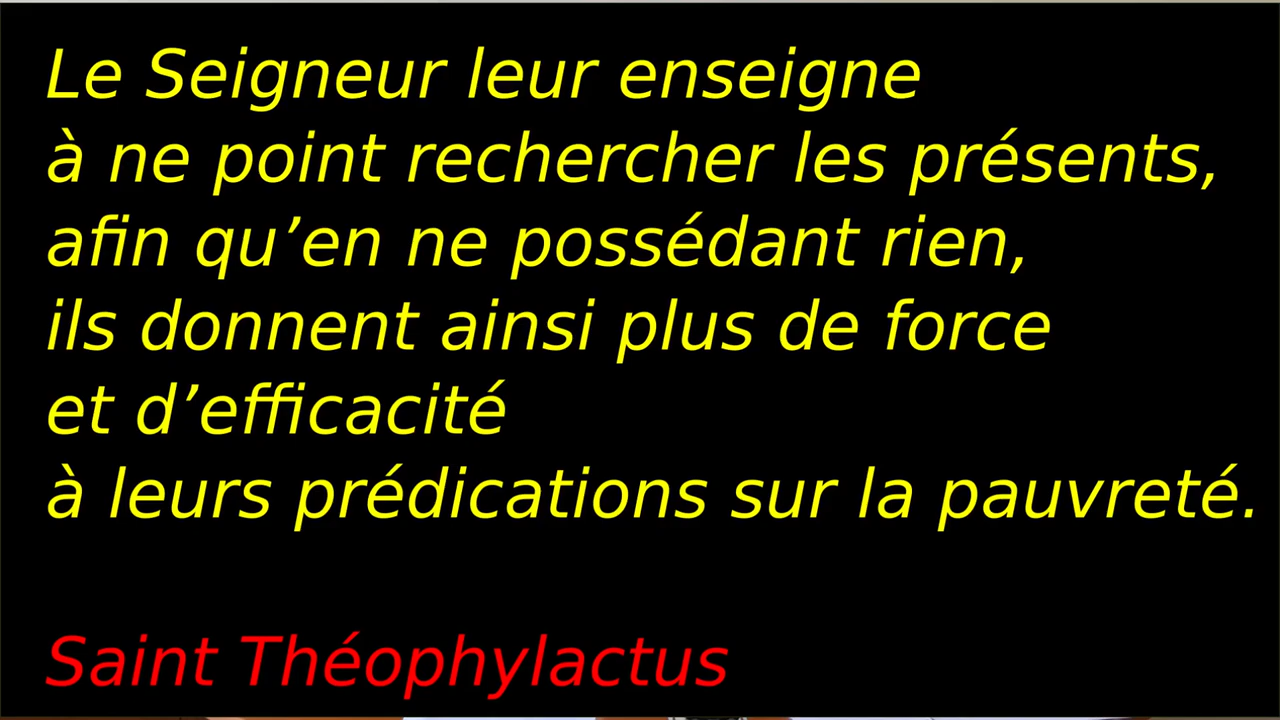 Le Seigneur leur enseigne
à ne point rechercher les présents,
afin qu’en ne possédant rien,
ils donnent ainsi plus de force
et d’efficacité
à leurs prédications sur la pauvreté.
Saint Théophylactus